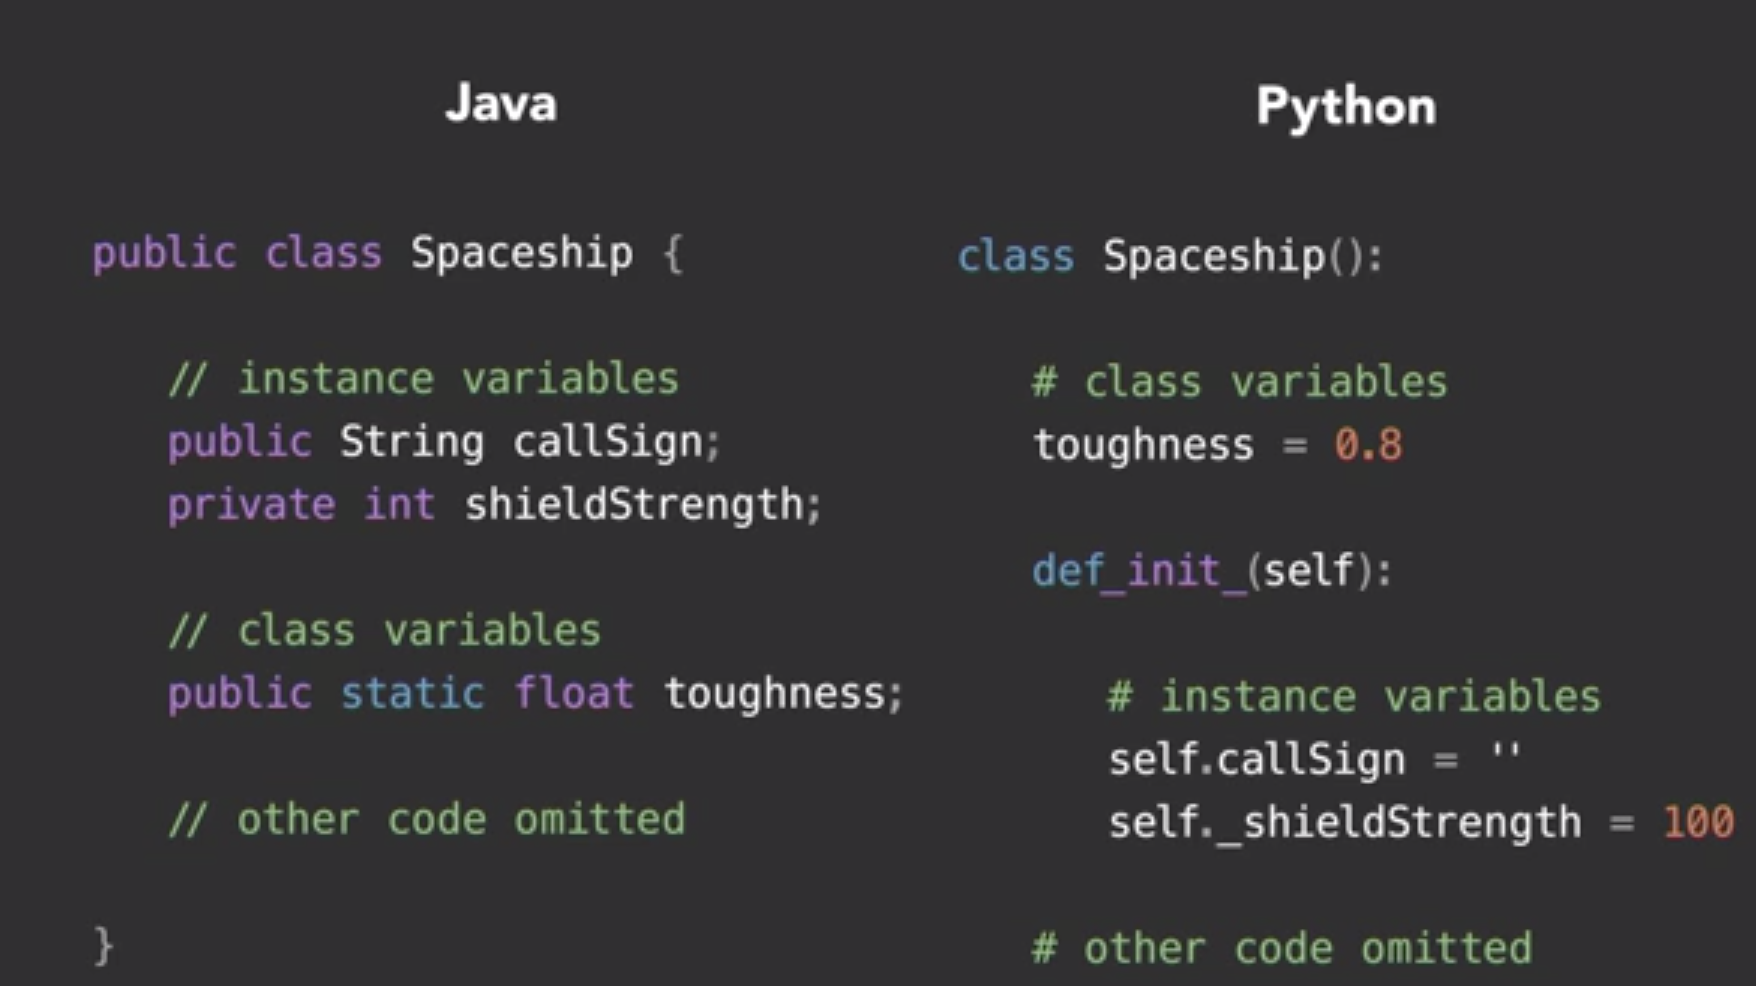 Java
public class Spaceship {
// instance variables
public String callSign;
private int shieldStrength;
// class variables
public static float toughness;
// other code omitted
}
Python
class Spaceship():
# class variables
toughness = 0.8
def_init_(self):
# instance variables
self.callSign = ''
self._shieldStrength = 100
# other code omitted